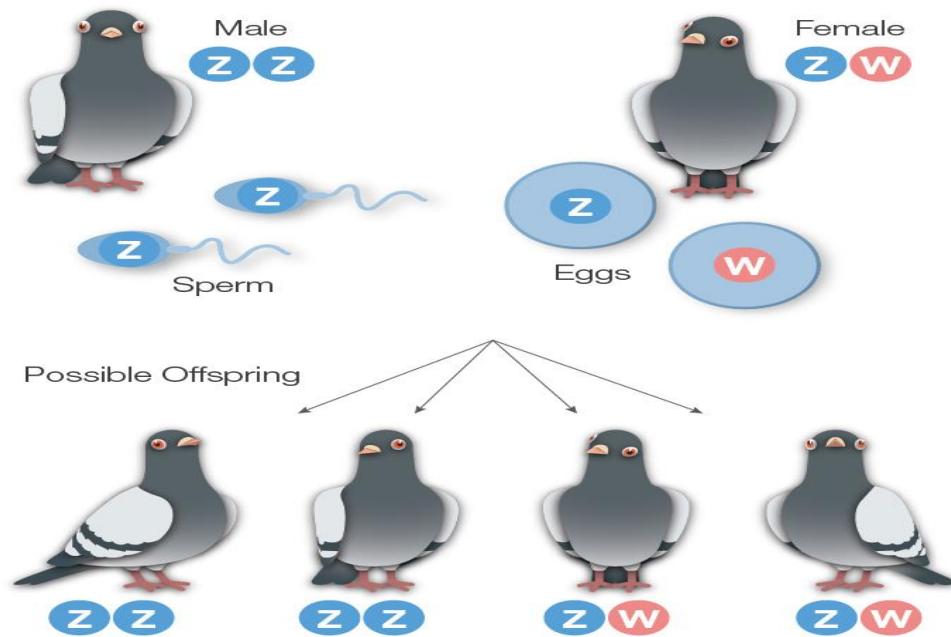 Male
Z Z
Female
Z W
Z
Z
Sperm
Z
W
Eggs
Possible Offspring
Z Z
Z Z
Z W
Z W